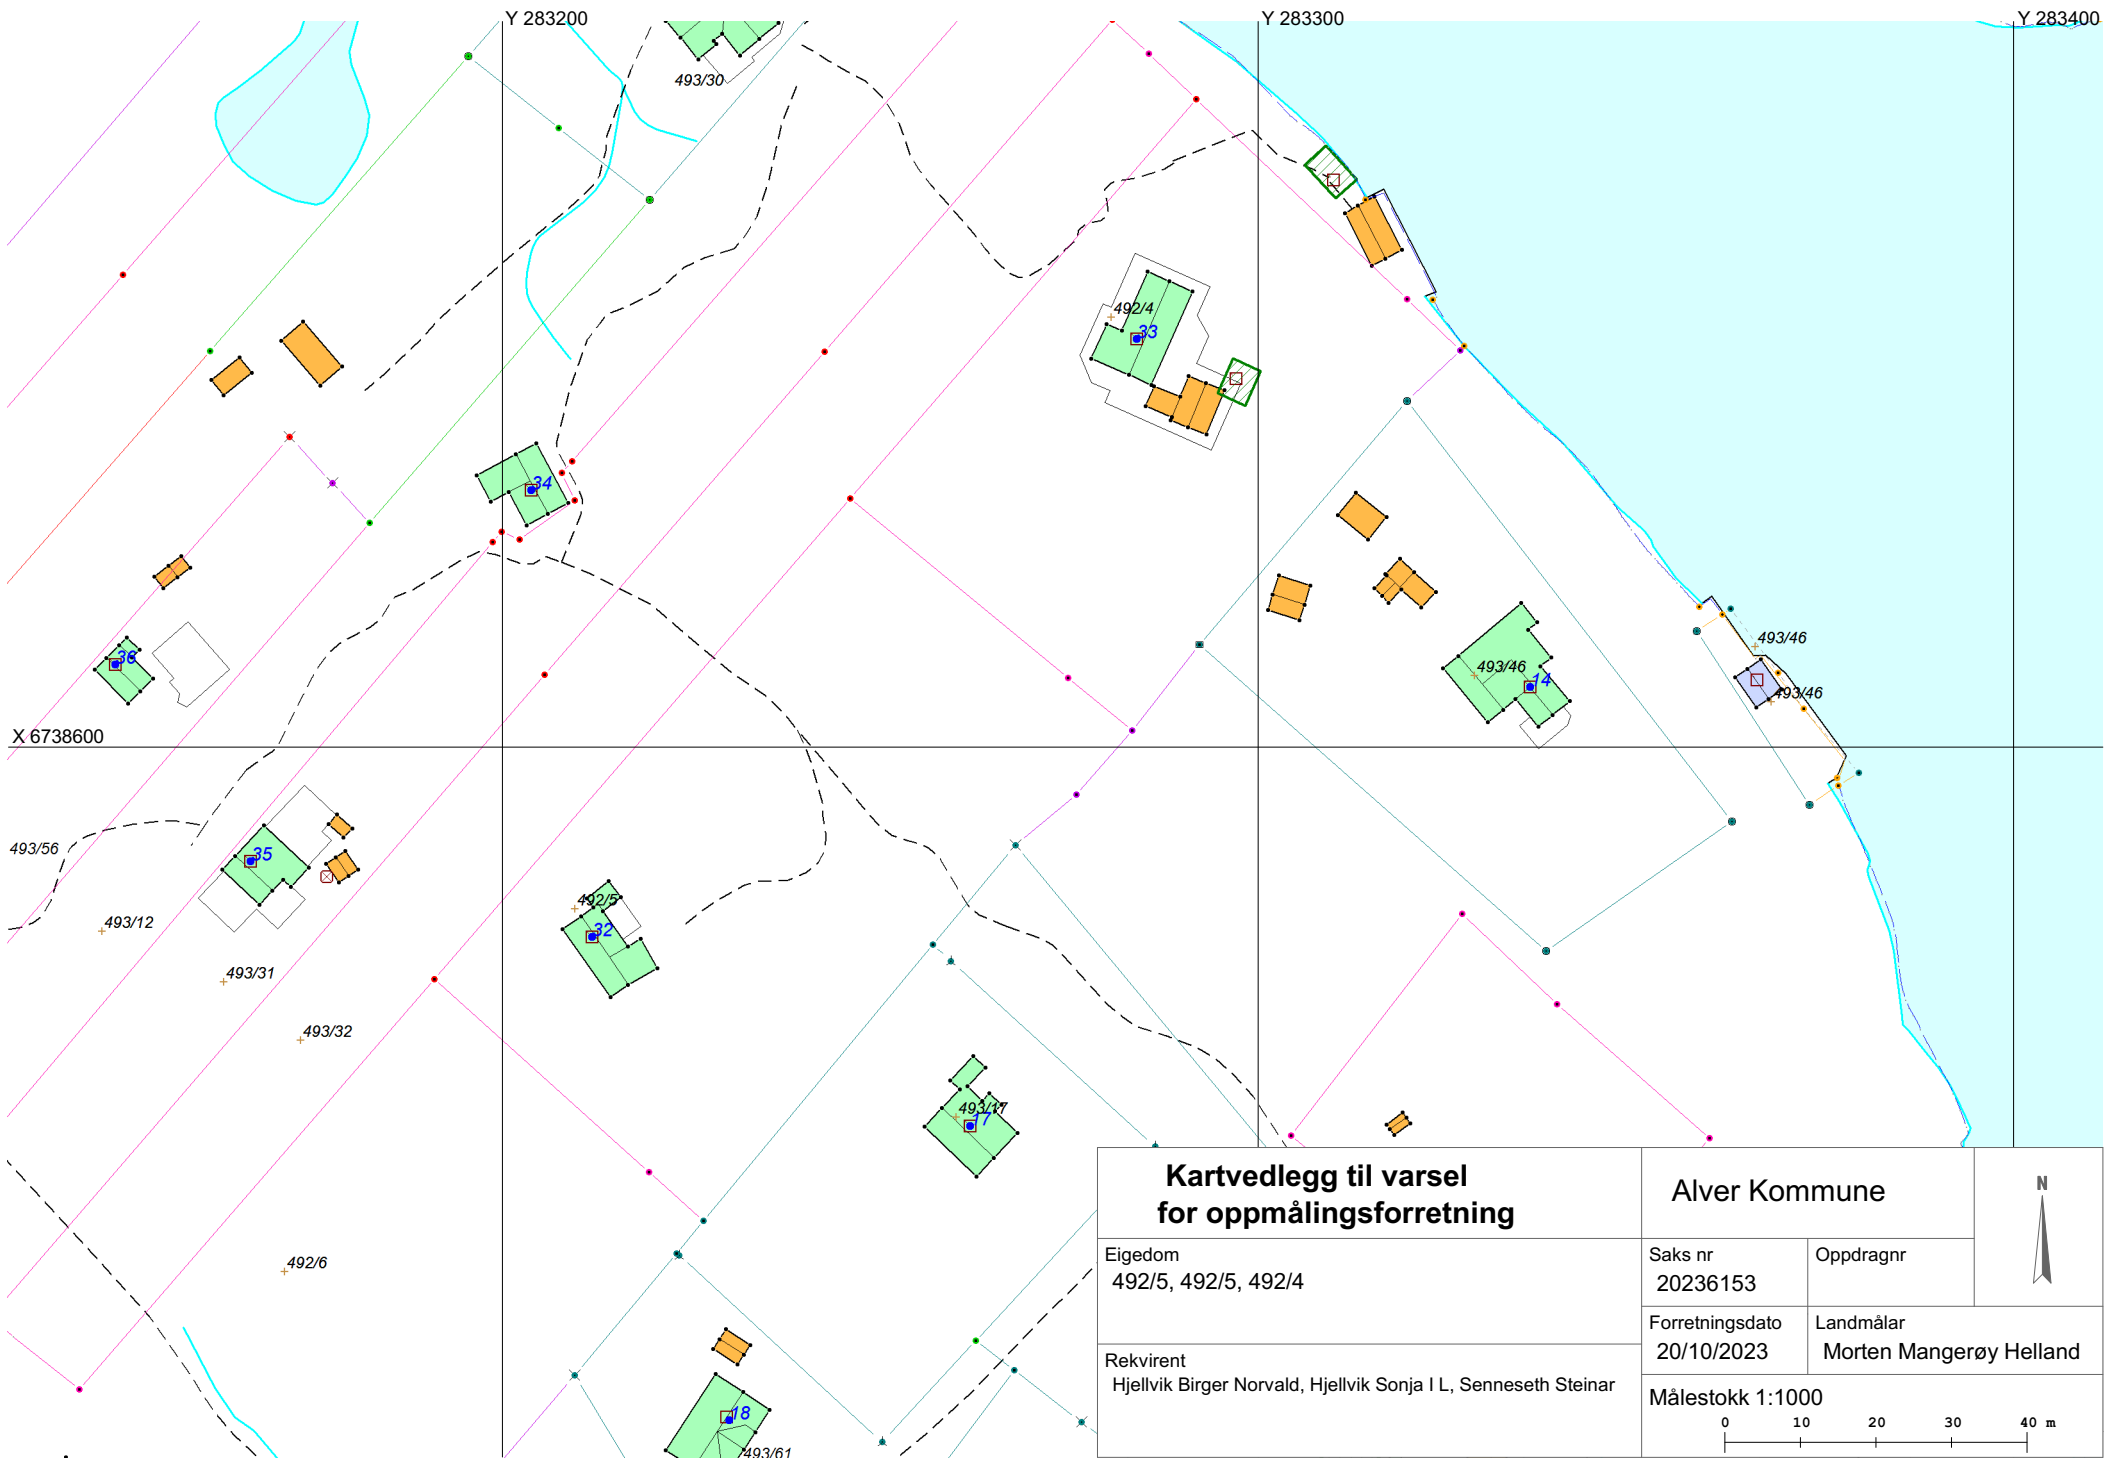 Y 283200
Y 283300
Y 283400
493/30
492/4
33
34
36
493/46
493/46
14
493/46
X 6738600
493/56
35
492/5
32
493/12
493/31
493/32
493/17
17
492/6
18
493/61
Kartvedlegg til varsel
for oppmålingsforretning
Alver Kommune
N
Eigedom
492/5, 492/5, 492/4
Saks nr
20236153
Oppdragnr
Forretningsdato
20/10/2023
Landmålar
Morten Mangerøy Helland
Rekvirent
Hjellvik Birger Norvald, Hjellvik Sonja I L, Senneseth Steinar
Målestokk 1:1000
0 10 20 30 40 m